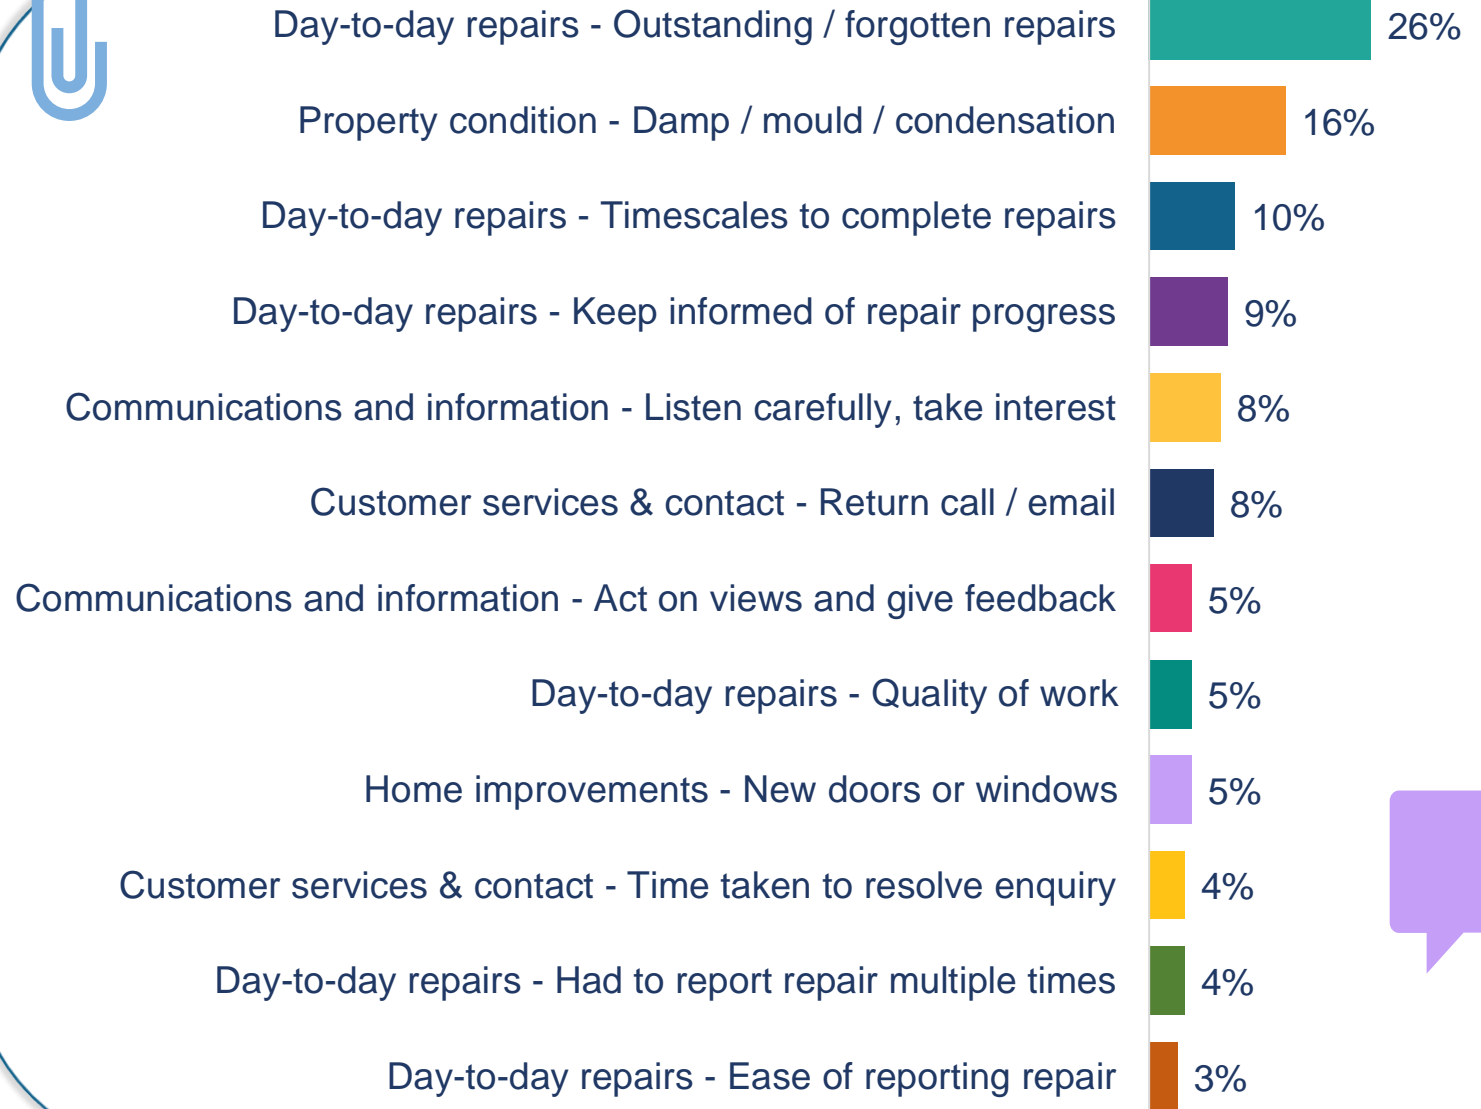 Day-to-day repairs - Outstanding / forgotten repairs 26%
Property condition - Damp / mould / condensation 16%
Day-to-day repairs - Timescales to complete repairs 10%
Day-to-day repairs - Keep informed of repair progress 9%
Communications and information - Listen carefully, take interest 8%
Customer services & contact - Return call / email 8%
Communications and information - Act on views and give feedback 5%
Day-to-day repairs - Quality of work 5%
Home improvements - New doors or windows 5%
Customer services & contact - Time taken to resolve enquiry 4%
Day-to-day repairs - Had to report repair multiple times 4%
Day-to-day repairs - Ease of reporting repair 3%